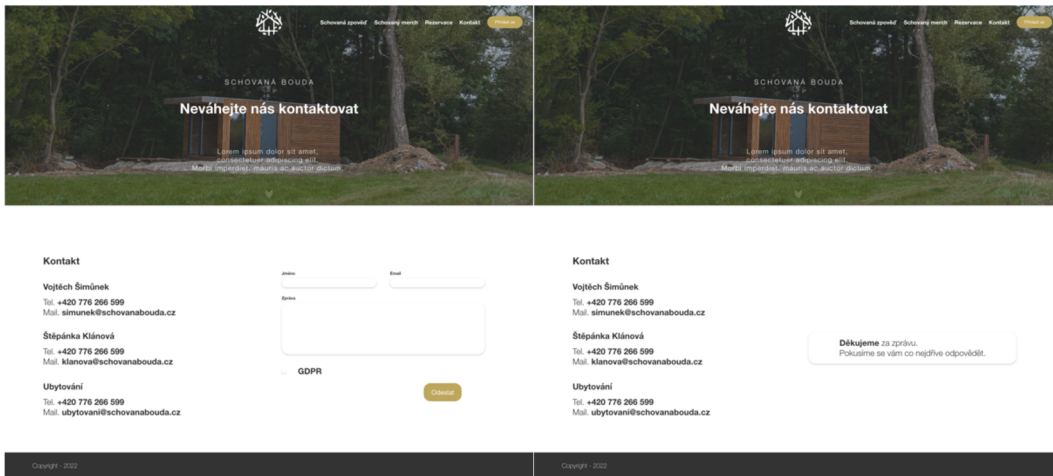 Schovaná zpověď Schovaný merch Rezervace Kontakt Přihlásit se
SCHOVANÁ BOUDA
Neváhejte nás kontaktovat
Lorem ipsum dolor sit amet,
consectetuer adipiscing elit.
Morbi imperdiet, mauris ac auctor dictum,
Kontakt
Vojtěch Šimůnek
Tel. +420 776 266 599
Mail. simunek@schovanabouda.cz
Štěpánka Klánová
Tel. +420 776 266 599
Mail. klanova@schovanabouda.cz
Ubytování
Tel. +420 776 266 599
Mail. ubytovani@schovanabouda.cz
Jméno
Email
Zpráva
GDPR
Odeslat
Copyright - 2022
Schovaná zpověď Schovaný merch Rezervace Kontakt Přihlásit se
SCHOVANÁ BOUDA
Neváhejte nás kontaktovat
Lorem ipsum dolor sit amet,
consectetuer adipiscing elit.
Morbi imperdiet, mauris ac auctor dictum,
Kontakt
Vojtěch Šimůnek
Tel. +420 776 266 599
Mail. simunek@schovanabouda.cz
Štěpánka Klánová
Tel. +420 776 266 599
Mail. klanova@schovanabouda.cz
Ubytování
Tel. +420 776 266 599
Mail. ubytovani@schovanabouda.cz
Děkujeme za zprávu.
Pokusíme se vám co nejdříve odpovědět.
Copyright - 2022